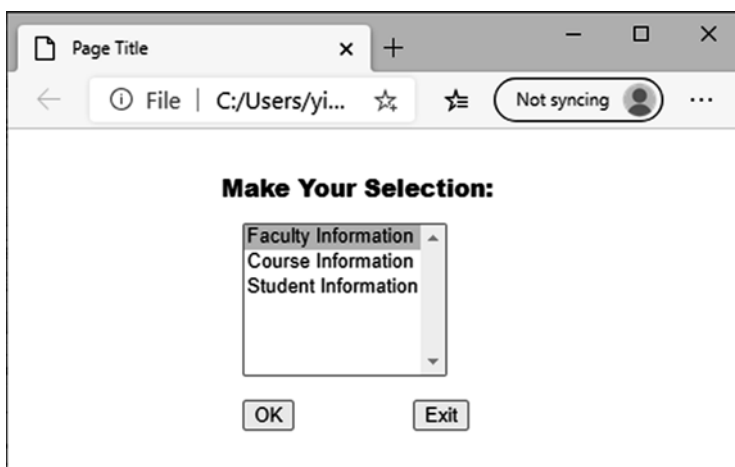 Page Title
File | C:/Users/yi... Not syncing
Make Your Selection:
Faculty Information
Course Information
Student Information
OK Exit